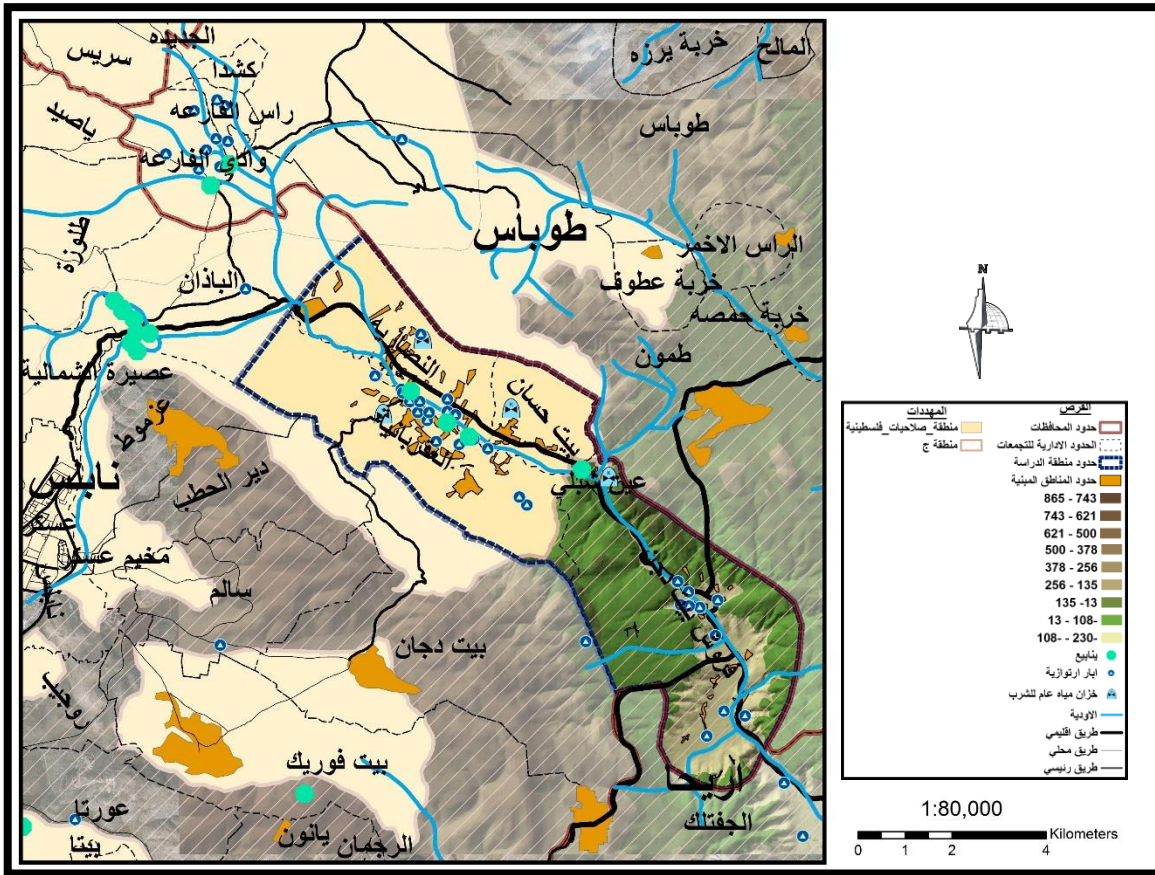 الجديده
سريس
كشدا
راس الفارعه
ياصيد
وادي الفارعه
طلوزة
الباذان
خربة يرزه
المالح
طوباس
طوباس
الراس الاحمر
خربة عطوف
خربة حمصه
طمون
النصاريه
بيت حسان
العقربانية
عين شبلي
عصيرة الشمالية
عزموط
دير الحطب
نابلس
عسكر
مخيم عسكر
سالم
بيت دجان
روجيب
بيت فوريك
عورتا
بيتا
يانون
الرجمان
أريحا
الجفتلك
N
الفرص
حدود المحافظات
الحدود الادارية للتجمعات
حدود منطقة الدراسة
حدود المناطق المبنية
865 - 743
743 - 621
621 - 500
500 - 378
378 - 256
256 - 135
135 -13
13 - 108-
108- - 230-
ينابيع
ابار ارتوازية
خزان مياه عام للشرب
الاودية
طريق اقليمي
طريق محلي
طريق رئيسي
المهددات
منطقة_صلاحيات_فلسطينية
منطقة ج
1:80,000
Kilometers
0 1 2 4